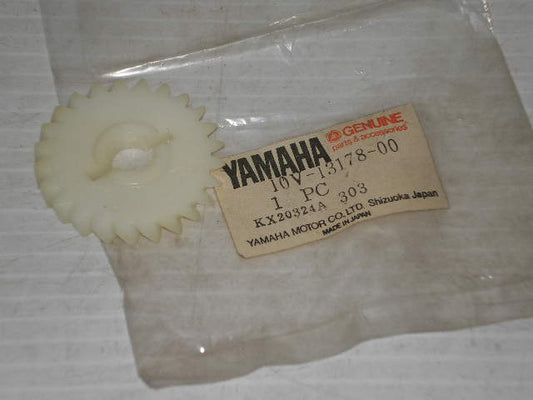 GENUINE
parts & accessories
YAMAHA
10V-13178-00
1 PC
KX20324A 303
YAMAHA MOTOR CO., LTD. Shizuoka Japan
MADE IN JAPAN